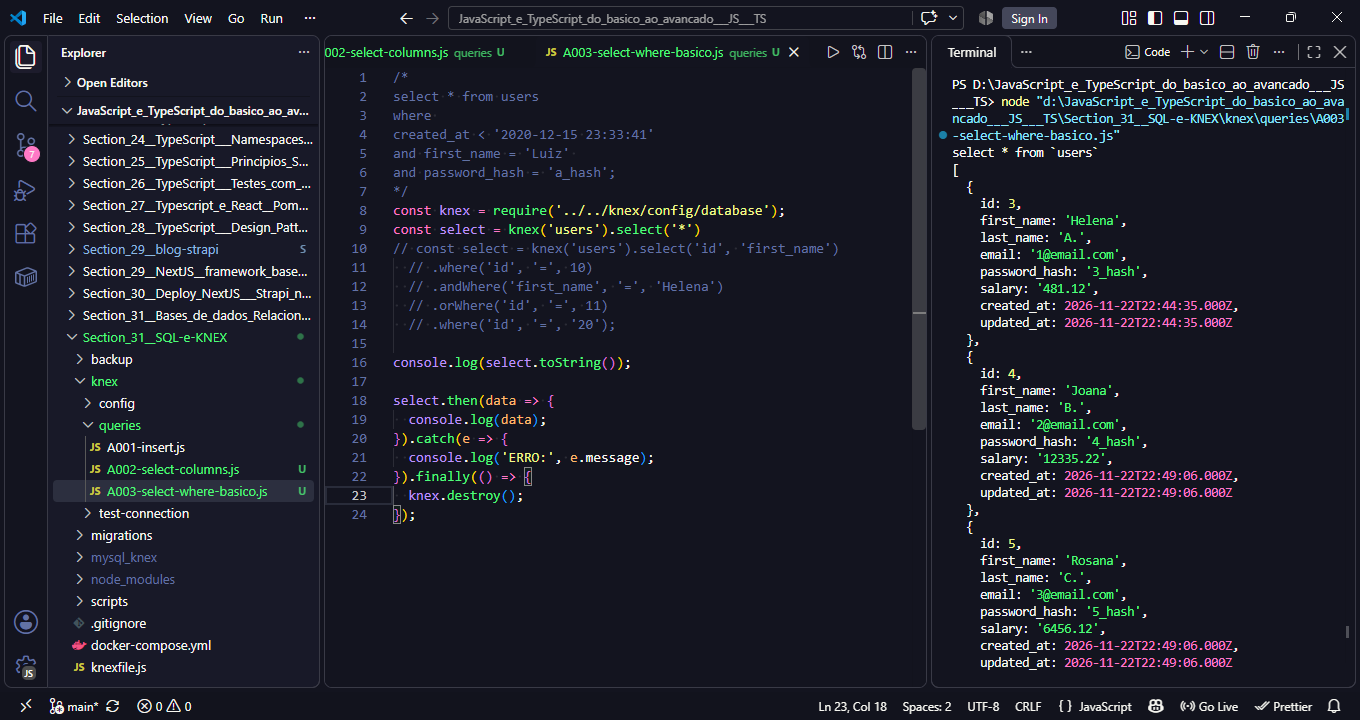 File Edit Selection View Go Run ···
JavaScript_e_TypeScript_do_basico_ao_avancado___JS___TS
Sign In
Explorer
Open Editors
JavaScript_e_TypeScript_do_basico_ao_av...
Section_24__TypeScript___Namespaces...
Section_25__TypeScript___Principios_S...
Section_26__TypeScript___Testes_com_...
Section_27__Typescript_e_React__Pom...
Section_28__TypeScript___Design_Patt...
Section_29__blog-strapi S
Section_29__NextJS__framework_base...
Section_30__Deploy_NextJS___Strapi_n...
Section_31__Bases_de_dados_Relacion...
Section_31__SQL-e-KNEX
backup
knex
config
queries
JS A001-insert.js
JS A002-select-columns.js U
JS A003-select-where-basico.js U
test-connection
migrations
mysql_knex
node_modules
scripts
.gitignore
docker-compose.yml
JS knexfile.js
7
JS
002-select-columns.js queries U
JS A003-select-where-basico.js queries U
1 /*
2 select * from users
3 where
4 created_at < '2020-12-15 23:33:41'
5 and first_name = 'Luiz'
6 and password_hash = 'a_hash';
7 */
8 const knex = require('../../knex/config/database');
9 const select = knex('users').select('*')
10 // const select = knex('users').select('id', 'first_name')
11 // .where('id', '=', 10)
12 // .andWhere('first_name', '=', 'Helena')
13 // .orWhere('id', '=', 11)
14 // .where('id', '=', '20');
15
16 console.log(select.toString());
17
18 select.then(data => {
19 console.log(data);
20 }).catch(e => {
21 console.log('ERRO:', e.message);
22 }).finally(() => {
23 knex.destroy();
24 });
Terminal ···
Code
PS D:\JavaScript_e_TypeScript_do_basico_ao_avancado___JS
___TS> node "d:\JavaScript_e_TypeScript_do_basico_ao_ava
ncado___JS___TS\Section_31__SQL-e-KNEX\knex\queries\A003
-select-where-basico.js"
select * from `users`
[
{
id: 3,
first_name: 'Helena',
last_name: 'A.',
email: '1@email.com',
password_hash: '3_hash',
salary: '481.12',
created_at: 2026-11-22T22:44:35.000Z,
updated_at: 2026-11-22T22:44:35.000Z
},
{
id: 4,
first_name: 'Joana',
last_name: 'B.',
email: '2@email.com',
password_hash: '4_hash',
salary: '12335.22',
created_at: 2026-11-22T22:49:06.000Z,
updated_at: 2026-11-22T22:49:06.000Z
},
{
id: 5,
first_name: 'Rosana',
last_name: 'C.',
email: '3@email.com',
password_hash: '5_hash',
salary: '6456.12',
created_at: 2026-11-22T22:49:06.000Z,
updated_at: 2026-11-22T22:49:06.000Z
main* 0 0
Ln 23, Col 18 Spaces: 2 UTF-8 CRLF { } JavaScript Go Live Prettier